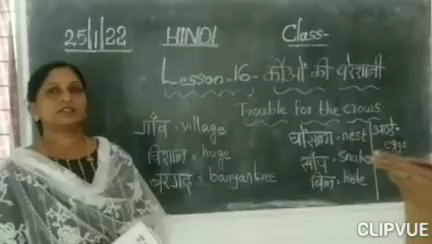 25/1/22 HINDI Class-
Lesson-16- कौओं की परेशानी
Trouble for the crows
गाँव - village
विशाल - huge
बरगद - banyan tree
घोंसला - nest
साँप - snake
बिल - hole
अंडे -
eggs
CLIPVUE